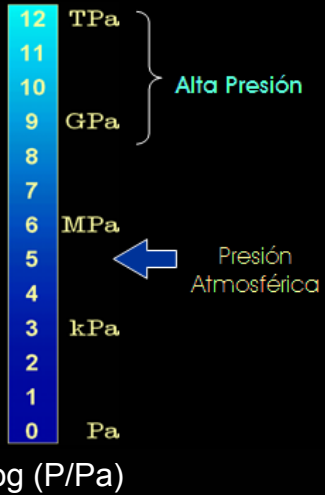 12 TPa
11
10 Alta Presión
9 GPa
8
7
6 MPa
5 Presión
Atmosférica
4
3 kPa
2
1
0 Pa
og (P/Pa)